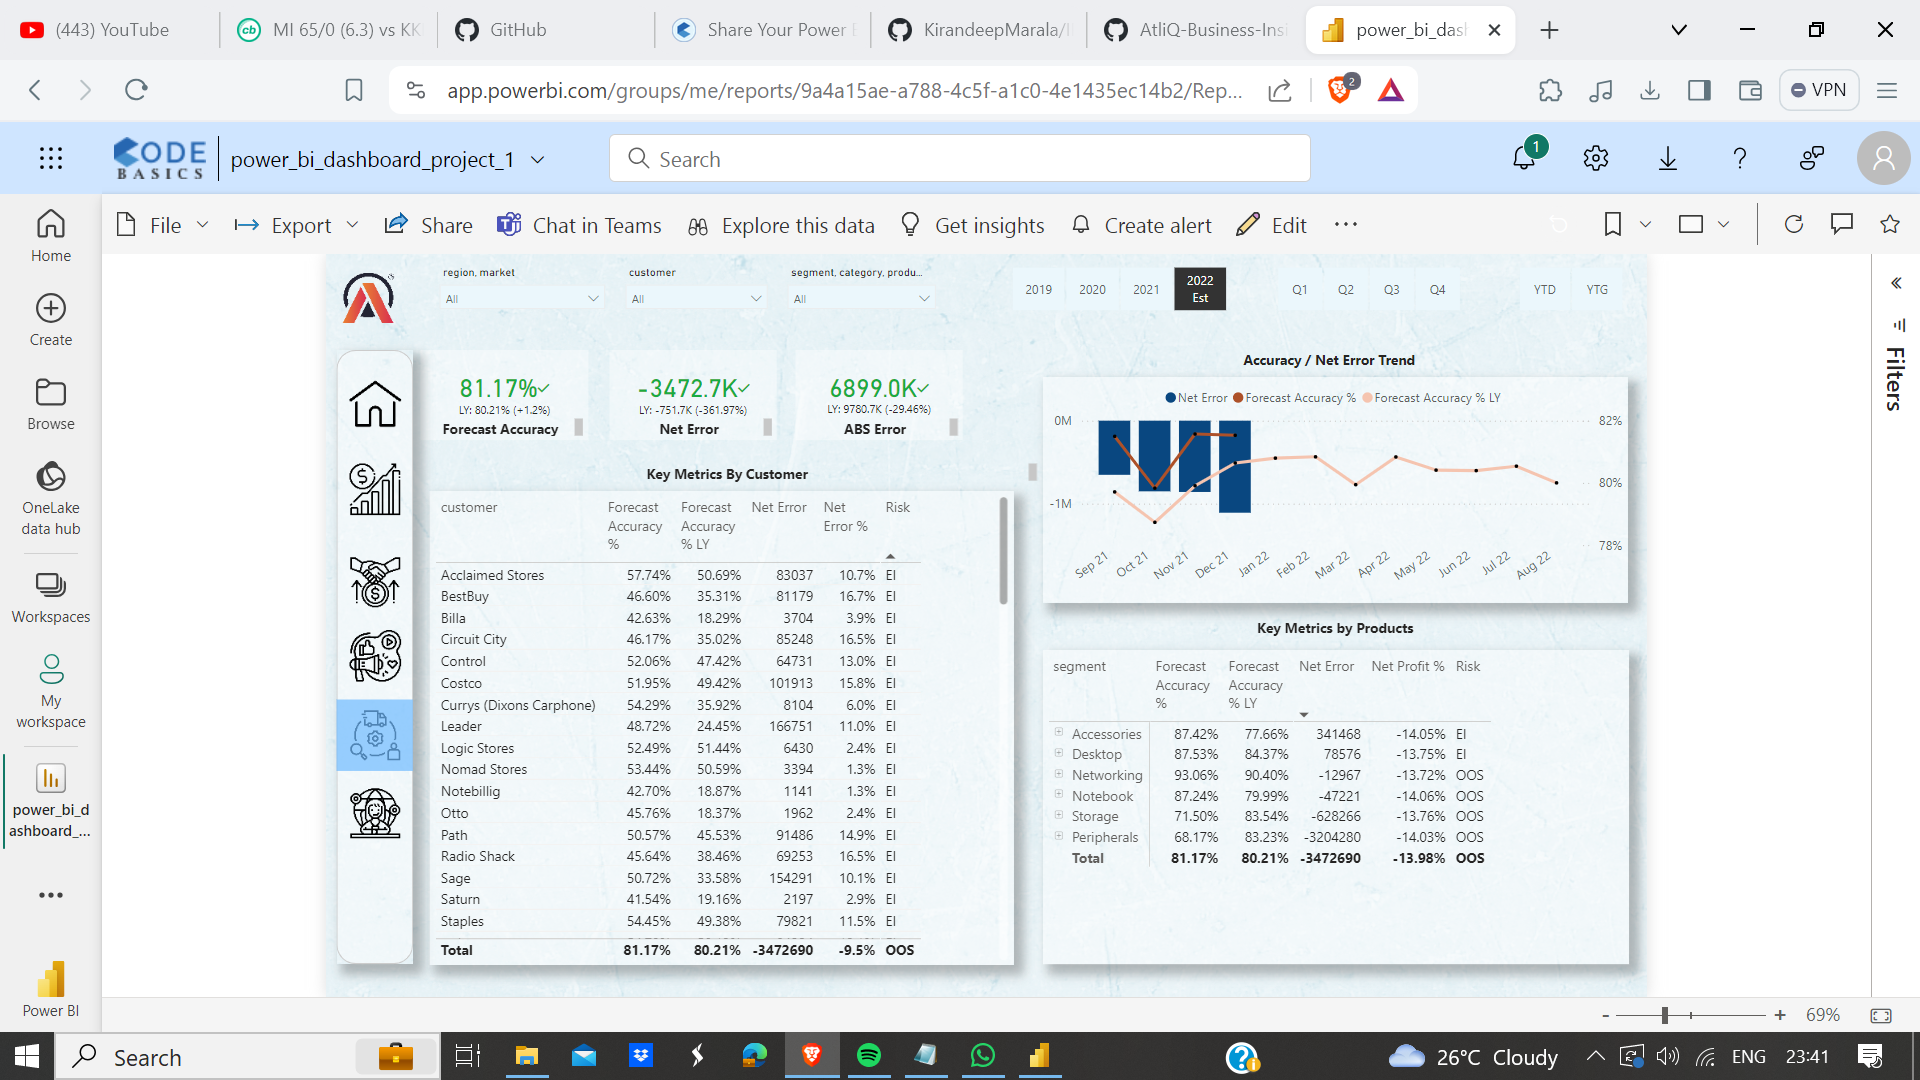 (443) YouTube
MI 65/0 (6.3) vs KK
GitHub
Share Your Power
KirandeepMarala/
AtliQ-Business-Insi
power_bi_dash
app.powerbi.com/groups/me/reports/9a4a15ae-a788-4c5f-a1c0-4e1435ec14b2/Rep...
2
VPN
CODE BASICS
power_bi_dashboard_project_1
Search
1
File
Export
Share
Chat in Teams
Explore this data
Get insights
Create alert
Edit
Home
Create
Browse
OneLake
data hub
Workspaces
My
workspace
power_bi_d
ashboard_...
Power BI
region, market
All
customer
All
segment, category, produ...
All
2019 2020 2021 2022 Est
Q1 Q2 Q3 Q4
YTD YTG
Filters
81.17%
LY: 80.21% (+1.2%)
Forecast Accuracy
-3472.7K
LY: -751.7K (-361.97%)
Net Error
6899.0K
LY: 9780.7K (-29.46%)
ABS Error
Key Metrics By Customer
customer Forecast Accuracy % Forecast Accuracy % LY Net Error Net Error % Risk
Acclaimed Stores 57.74% 50.69% 83037 10.7% EI
BestBuy 46.60% 35.31% 81179 16.7% EI
Billa 42.63% 18.29% 3704 3.9% EI
Circuit City 46.17% 35.02% 85248 16.5% EI
Control 52.06% 47.42% 64731 13.0% EI
Costco 51.95% 49.42% 101913 15.8% EI
Currys (Dixons Carphone) 54.29% 35.92% 8104 6.0% EI
Leader 48.72% 24.45% 166751 11.0% EI
Logic Stores 52.49% 51.44% 6430 2.4% EI
Nomad Stores 53.44% 50.59% 3394 1.3% EI
Notebillig 42.70% 18.87% 1141 1.3% EI
Otto 45.76% 18.37% 1962 2.4% EI
Path 50.57% 45.53% 91486 14.9% EI
Radio Shack 45.64% 38.46% 69253 16.5% EI
Sage 50.72% 33.58% 154291 10.1% EI
Saturn 41.54% 19.16% 2197 2.9% EI
Staples 54.45% 49.38% 79821 11.5% EI
Total 81.17% 80.21% -3472690 -9.5% OOS
Accuracy / Net Error Trend
Net Error Forecast Accuracy % Forecast Accuracy % LY
0M 82%
80%
-1M
78%
Sep 21 Oct 21 Nov 21 Dec 21 Jan 22 Feb 22 Mar 22 Apr 22 May 22 Jun 22 Jul 22 Aug 22
Key Metrics by Products
segment Forecast Accuracy % Forecast Accuracy % LY Net Error Net Profit % Risk
Accessories 87.42% 77.66% 341468 -14.05% EI
Desktop 87.53% 84.37% 78576 -13.75% EI
Networking 93.06% 90.40% -12967 -13.72% OOS
Notebook 87.24% 79.99% -47221 -14.06% OOS
Storage 71.50% 83.54% -628266 -13.76% OOS
Peripherals 68.17% 83.23% -3204280 -14.03% OOS
Total 81.17% 80.21% -3472690 -13.98% OOS
- + 69%
Search
26°C Cloudy
ENG
23:41